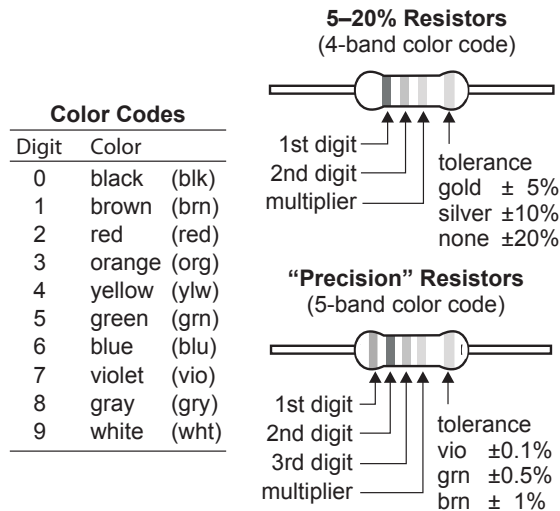 Color Codes
Digit Color
0 black (blk)
1 brown (brn)
2 red (red)
3 orange (org)
4 yellow (ylw)
5 green (grn)
6 blue (blu)
7 violet (vio)
8 gray (gry)
9 white (wht)
5–20% Resistors
(4-band color code)
1st digit
2nd digit
multiplier
tolerance
gold ± 5%
silver ±10%
none ±20%
“Precision” Resistors
(5-band color code)
1st digit
2nd digit
3rd digit
multiplier
tolerance
vio ±0.1%
grn ±0.5%
brn ± 1%